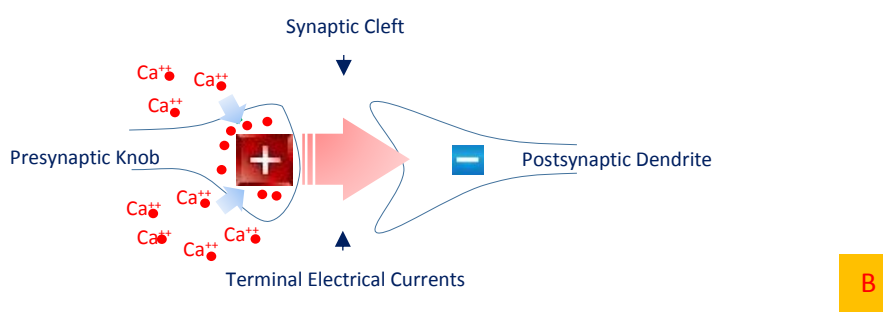 Synaptic Cleft
Ca++
Ca++
Ca++
Presynaptic Knob
+
−
Postsynaptic Dendrite
Ca++
Ca++
Ca++
Ca++
Ca++
Terminal Electrical Currents
B